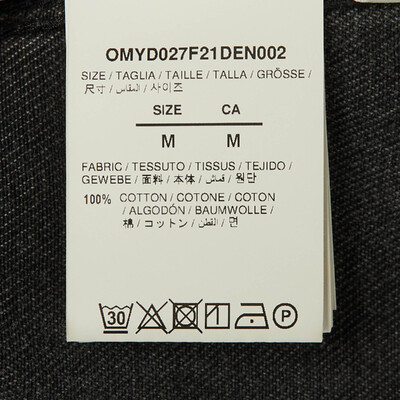 OMYD027F21DEN002
SIZE / TAGLIA / TAILLE / TALLA / GRÖSSE /
尺寸 / المقاس / 사이즈
SIZE CA
M M
FABRIC / TESSUTO / TISSUS / TEJIDO /
GEWEBE / 面料 / 本体 / قماش / 원단
100% COTTON / COTONE / COTON
/ ALGODÓN / BAUMWOLLE /
棉 / コットン / القطن / 면
30 P